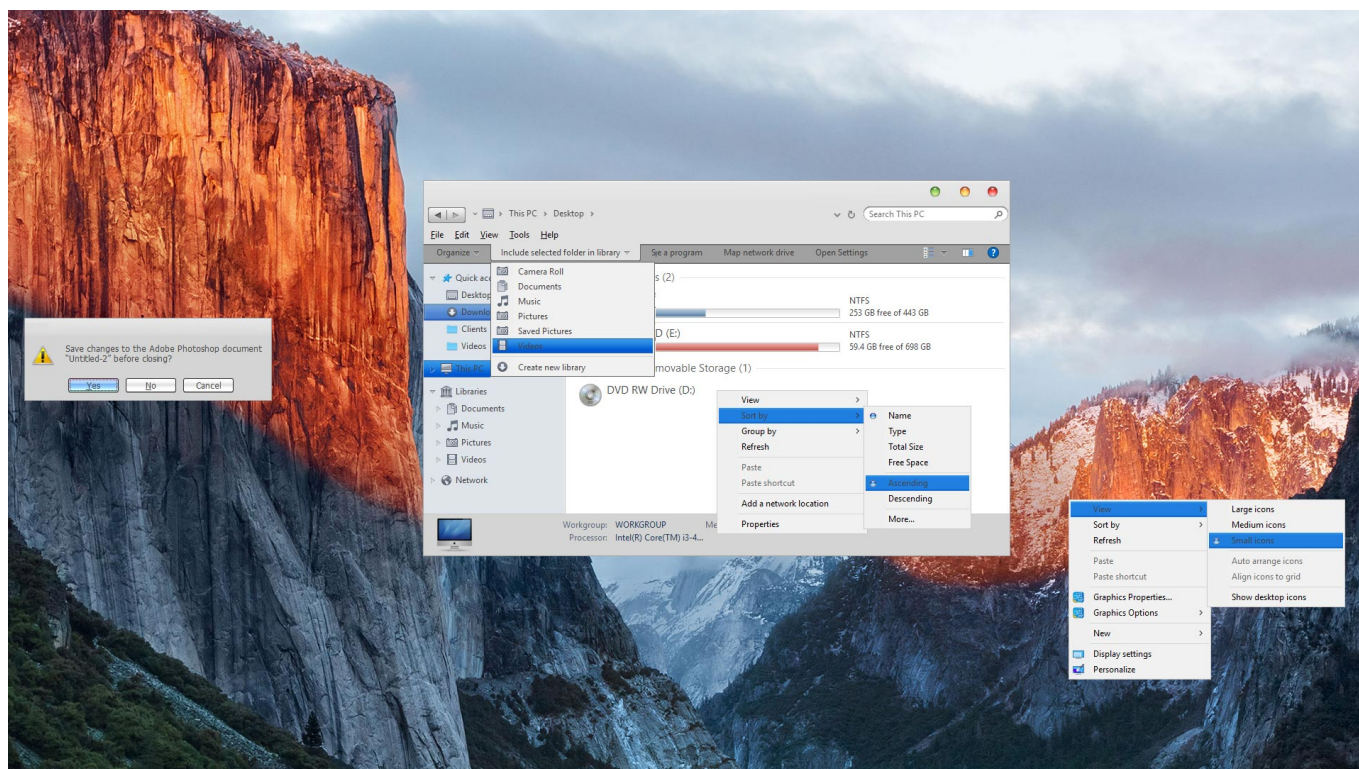 This PC
Desktop
Search This PC
File Edit View Tools Help
Organize
Include selected folder in library
a program
Map network drive
Open Settings
Camera Roll
Documents
Music
Pictures
Saved Pictures
Videos
Create new library
Quick
Desktop
Clients
Videos
This PC
Libraries
Documents
Music
Pictures
Videos
Network
(2)
NTFS
253 GB free of 443 GB
(E:)
NTFS
59.4 GB free of 698 GB
Storage (1)
DVD RW Drive (D:)
Workgroup: WORKGROUP
Processor: Intel(R) Core(TM) i3-4...
View
Sort by
Group by
Refresh
Paste
Paste shortcut
Add a network location
Properties
Name
Type
Total Size
Free Space
Ascending
Descending
More...
Save changes to the Adobe Photoshop document
"Untitled-2" before closing?
Yes No Cancel
View
Sort by
Refresh
Paste
Paste shortcut
Graphics Properties...
Graphics Options
New
Display settings
Personalize
Large icons
Medium icons
Small icons
Auto arrange icons
Align icons to grid
Show desktop icons